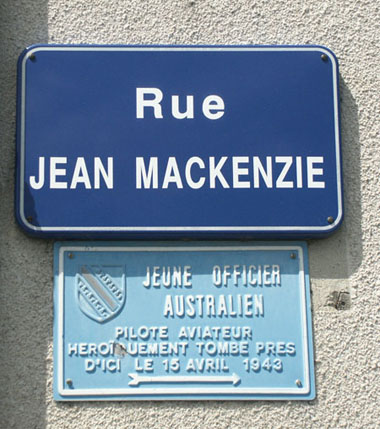 Rue
JEAN MACKENZIE
JEUNE OFFICIER
AUSTRALIEN
PILOTE AVIATEUR
HEROÏQUEMENT TOMBE PRES
D'ICI LE 15 AVRIL 1943